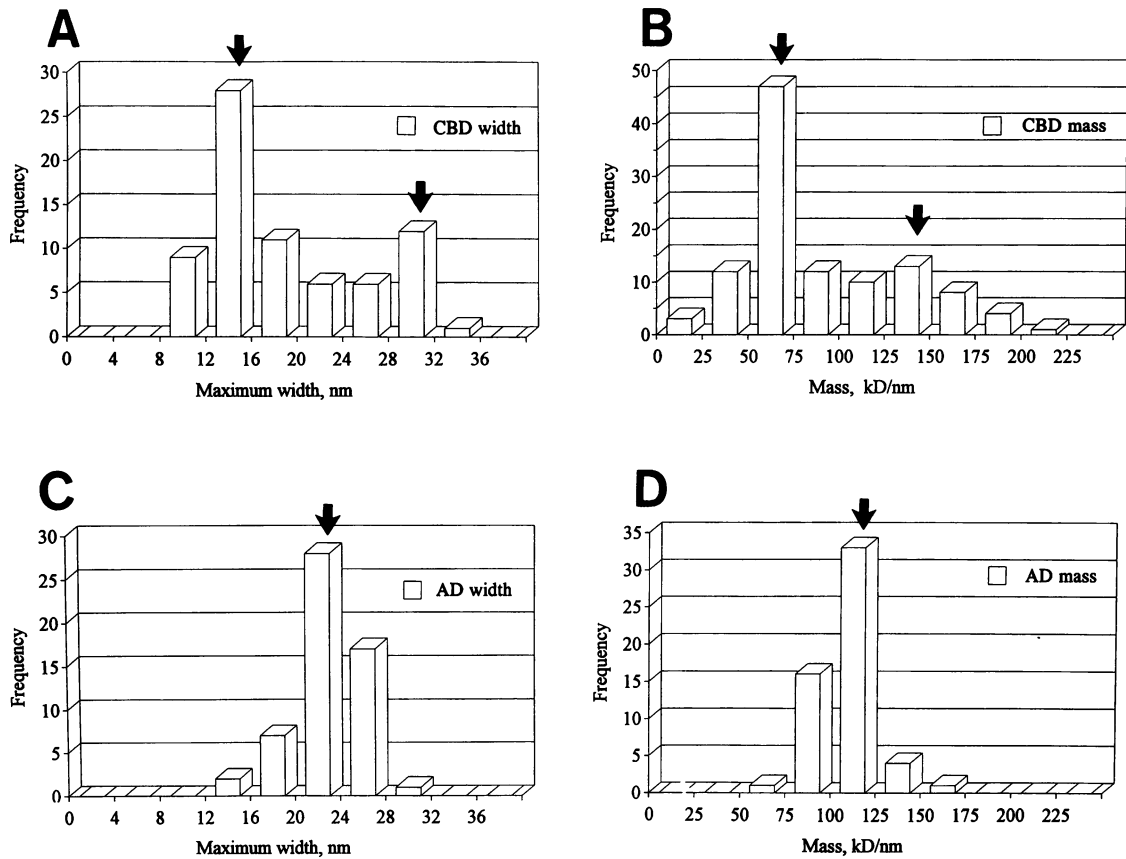 A
30
25
20
15
10
5
0
Frequency
CBD width
0 4 8 12 16 20 24 28 32 36
Maximum width, nm
B
50
40
30
20
10
0
Frequency
CBD mass
0 25 50 75 100 125 150 175 200 225
Mass, kD/nm
C
30
25
20
15
10
5
0
Frequency
AD width
0 4 8 12 16 20 24 28 32 36
Maximum width, nm
D
35
30
25
20
15
10
5
0
Frequency
AD mass
0 25 50 75 100 125 150 175 200 225
Mass, kD/nm